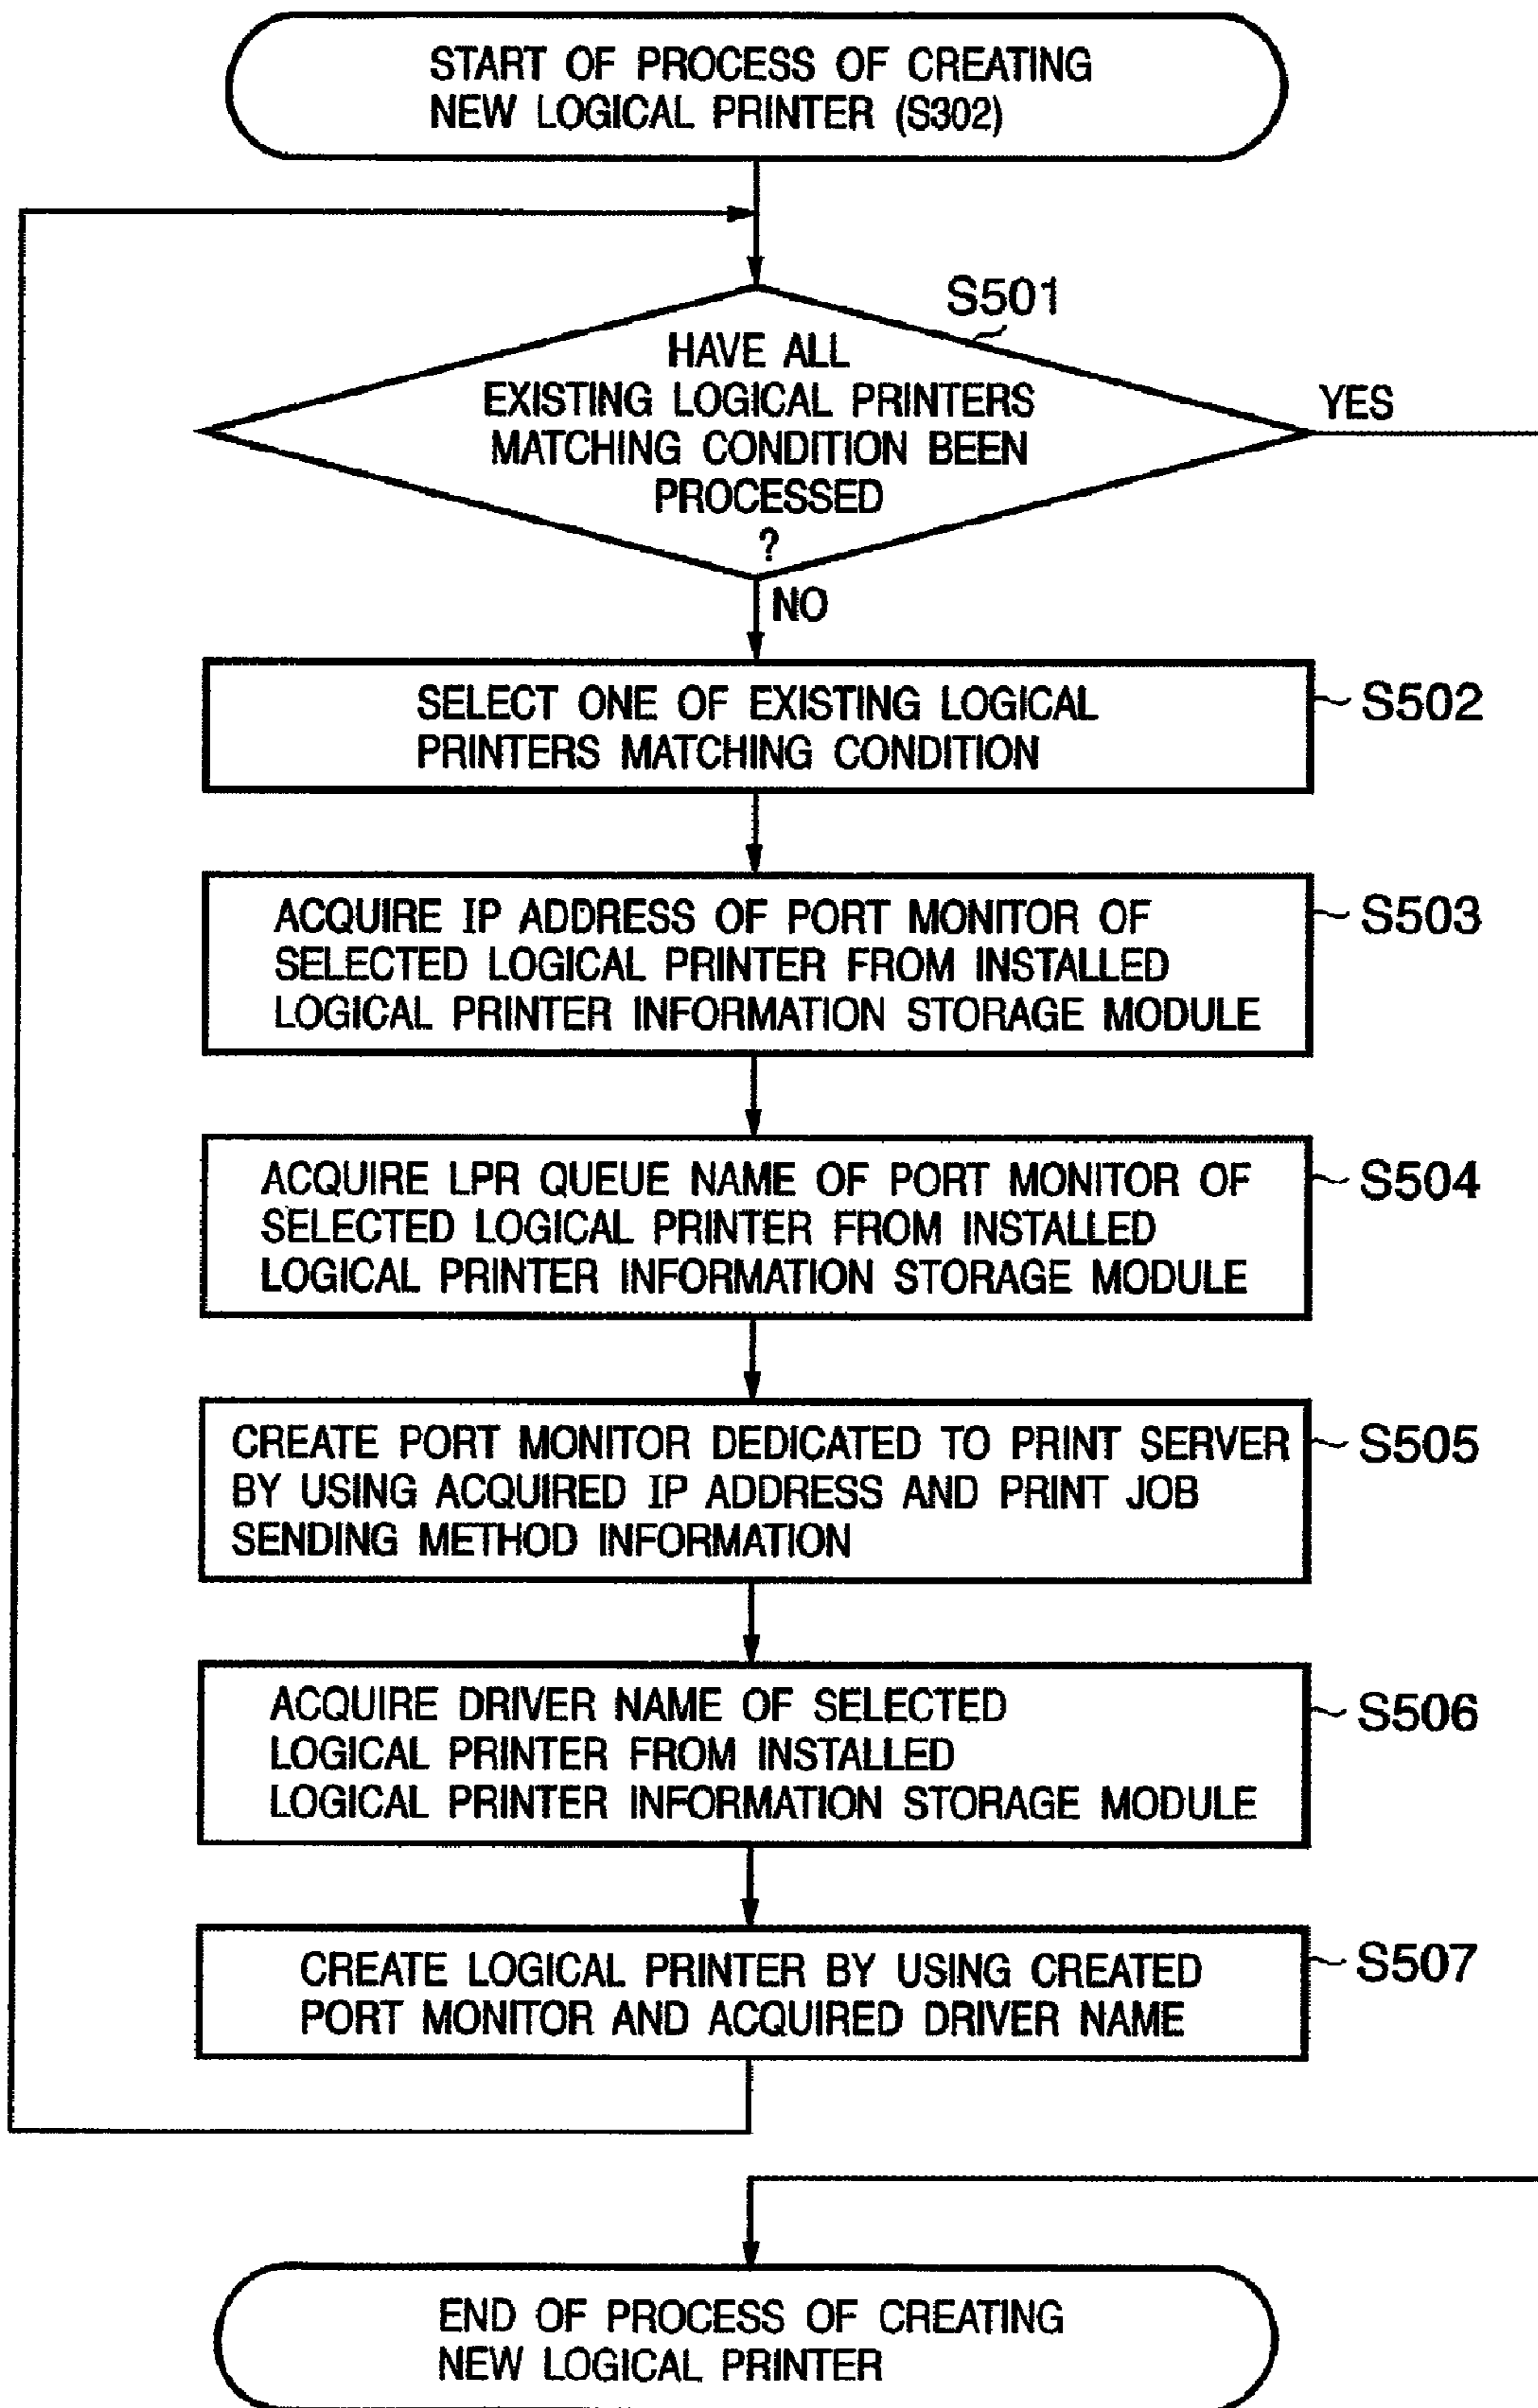 START OF PROCESS OF CREATING
NEW LOGICAL PRINTER (S302)
S501
HAVE ALL
EXISTING LOGICAL PRINTERS
MATCHING CONDITION BEEN
PROCESSED
?
YES
NO
SELECT ONE OF EXISTING LOGICAL
PRINTERS MATCHING CONDITION
S502
ACQUIRE IP ADDRESS OF PORT MONITOR OF
SELECTED LOGICAL PRINTER FROM INSTALLED
LOGICAL PRINTER INFORMATION STORAGE MODULE
S503
ACQUIRE LPR QUEUE NAME OF PORT MONITOR OF
SELECTED LOGICAL PRINTER FROM INSTALLED
LOGICAL PRINTER INFORMATION STORAGE MODULE
S504
CREATE PORT MONITOR DEDICATED TO PRINT SERVER
BY USING ACQUIRED IP ADDRESS AND PRINT JOB
SENDING METHOD INFORMATION
S505
ACQUIRE DRIVER NAME OF SELECTED
LOGICAL PRINTER FROM INSTALLED
LOGICAL PRINTER INFORMATION STORAGE MODULE
S506
CREATE LOGICAL PRINTER BY USING CREATED
PORT MONITOR AND ACQUIRED DRIVER NAME
S507
END OF PROCESS OF CREATING
NEW LOGICAL PRINTER